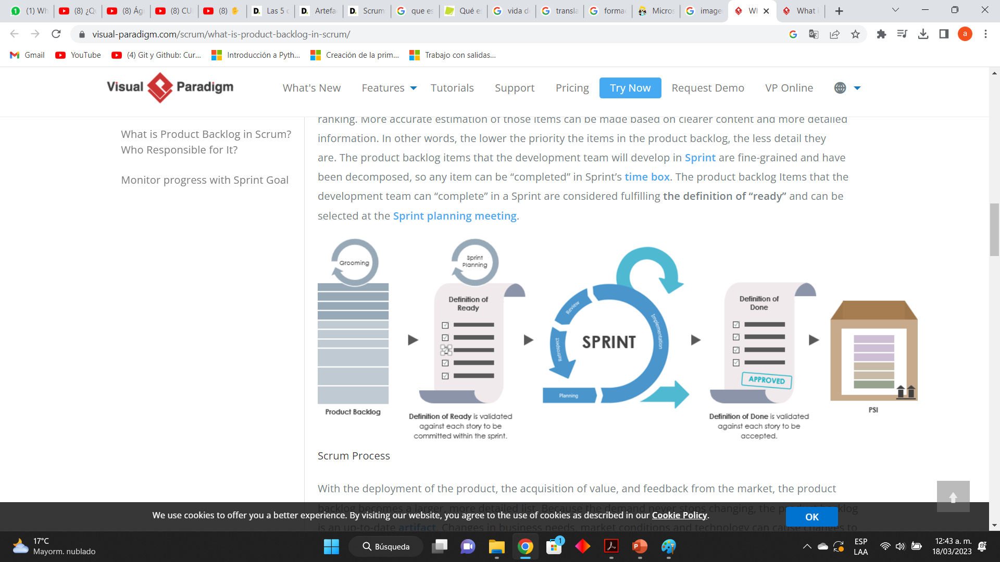 (1) Wh
(8) ¿Q
(8) Ági
(8) CU
(8)
Las 5 c
Artefa
Scrum
que es
Qué e
vida d
transla
formac
Micros
image
Wh
What i
visual-paradigm.com/scrum/what-is-product-backlog-in-scrum/
a
Gmail
YouTube
(4) Git y Github: Cur...
Introducción a Pyth...
Creación de la prim...
Trabajo con salidas...
Visual Paradigm
What's New
Features
Tutorials
Support
Pricing
Try Now
Request Demo
VP Online
What is Product Backlog in Scrum?
Who Responsible for It?
Monitor progress with Sprint Goal
ranking. More accurate estimation of those items can be made based on clearer content and more detailed
information. In other words, the lower the priority the items in the product backlog, the less detail they
are. The product backlog items that the development team will develop in Sprint are fine-grained and have
been decomposed, so any item can be “completed” in Sprint’s time box. The product backlog Items that the
development team can “complete” in a Sprint are considered fulfilling the definition of “ready” and can be
selected at the Sprint planning meeting.
Grooming
Product Backlog
Sprint
Planning
Definition of
Ready
Definition of Ready is validated
against each story to be
committed within the sprint.
Review
Retrospect
Implementation
SPRINT
Planning
Definition of
Done
APPROVED
Definition of Done is validated
against each story to be
accepted.
PSI
Scrum Process
With the deployment of the product, the acquisition of value, and feedback from the market, the product
backlog becomes a larger, more detailed list. Because the demand never stops changing, the product backlog
is an up-to-date artifact. Changes in business needs, market conditions and technology can cause changes to
We use cookies to offer you a better experience. By visiting our website, you agree to the use of cookies as described in our Cookie Policy.
OK
17°C
Mayorm. nublado
Búsqueda
1
ESP
LAA
12:43 a. m.
18/03/2023